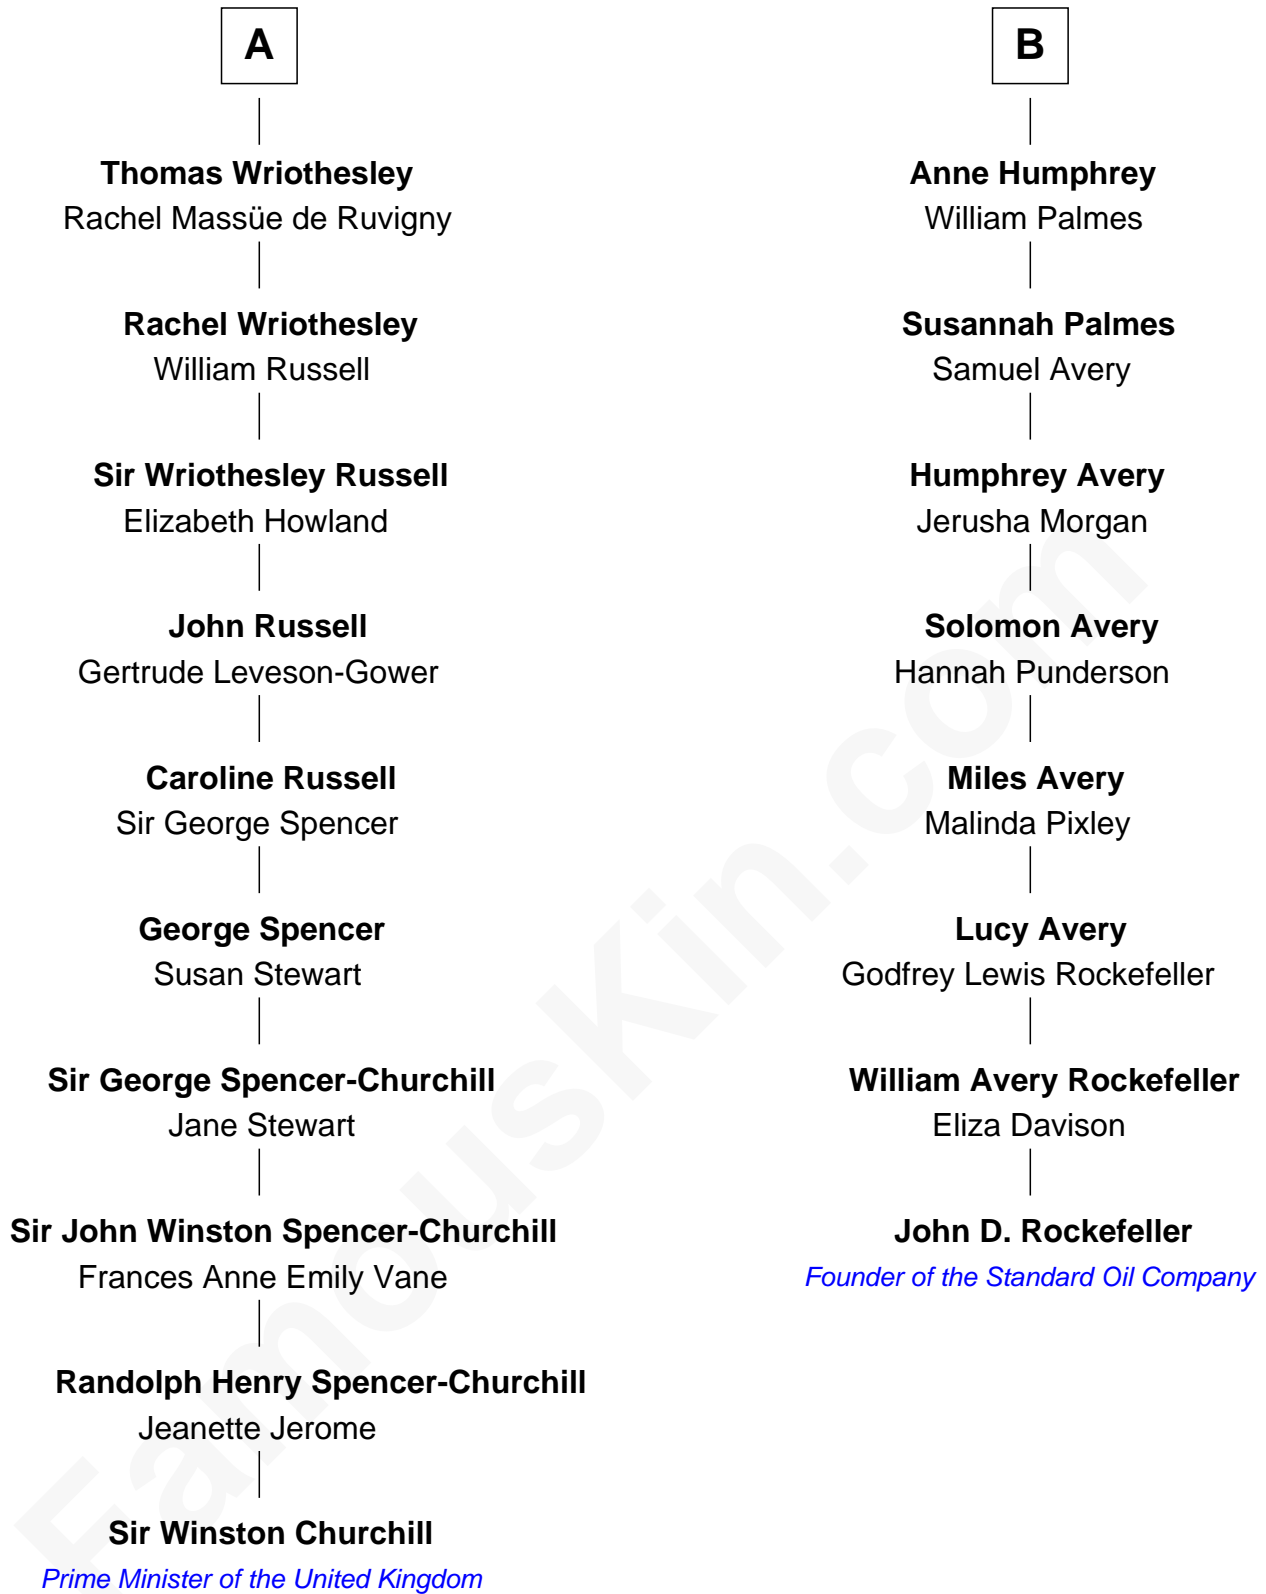 A
Thomas Wriothesley
Rachel Massüe de Ruvigny
Rachel Wriothesley
William Russell
Sir Wriothesley Russell
Elizabeth Howland
John Russell
Gertrude Leveson-Gower
Caroline Russell
Sir George Spencer
George Spencer
Susan Stewart
Sir George Spencer-Churchill
Jane Stewart
Sir John Winston Spencer-Churchill
Frances Anne Emily Vane
Randolph Henry Spencer-Churchill
Jeanette Jerome
Sir Winston Churchill
Prime Minister of the United Kingdom
B
Anne Humphrey
William Palmes
Susannah Palmes
Samuel Avery
Humphrey Avery
Jerusha Morgan
Solomon Avery
Hannah Punderson
Miles Avery
Malinda Pixley
Lucy Avery
Godfrey Lewis Rockefeller
William Avery Rockefeller
Eliza Davison
John D. Rockefeller
Founder of the Standard Oil Company
FamousKin.com